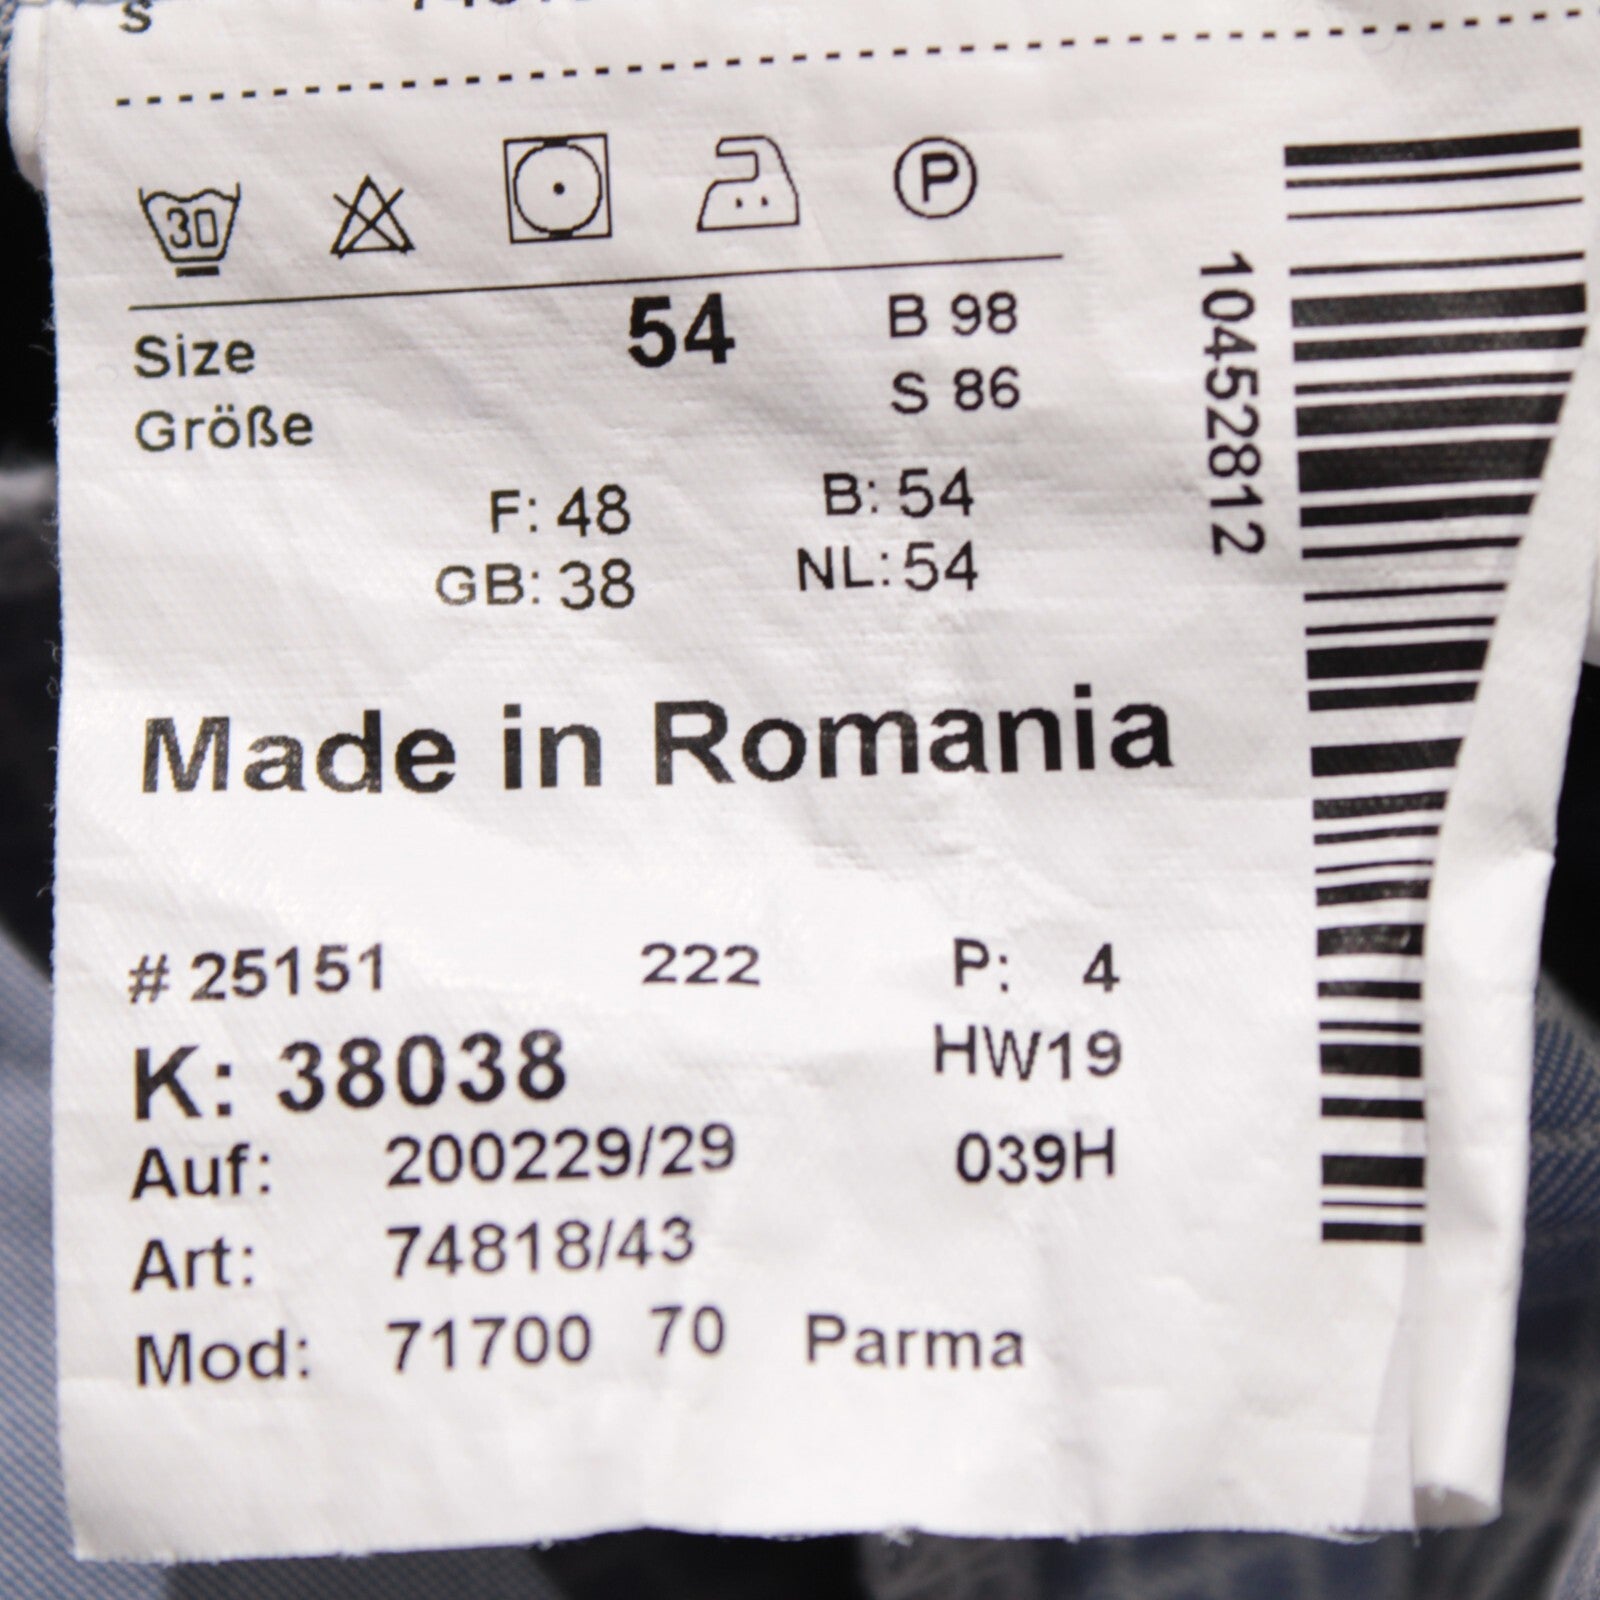 S
30
P
Size 54 B 98
Größe S 86
F: 48 B: 54
GB: 38 NL: 54
Made in Romania
# 25151 222 P: 4
K: 38038 HW19
Auf: 200229/29 039H
Art: 74818/43
Mod: 71700 70 Parma
10452812